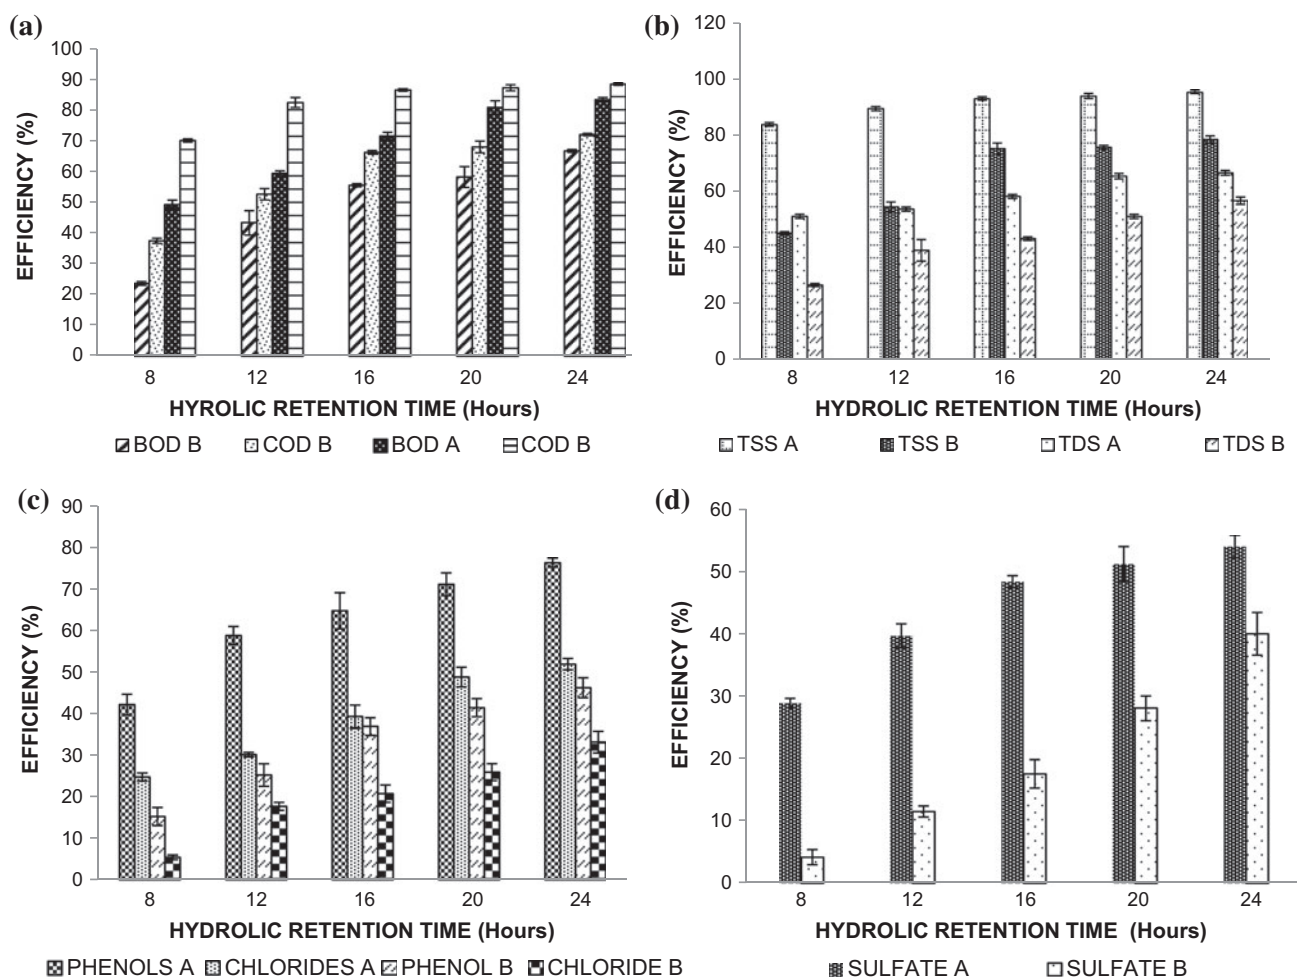 (a)
100
90
80
70
60
50
40
30
20
10
0
EFFICIENCY (%)
8 12 16 20 24
HYROLIC RETENTION TIME (Hours)
BOD B COD B BOD A COD B
(b)
120
100
80
60
40
20
0
EFFICIENCY (%)
8 12 16 20 24
HYDROLIC RETENTION TIME (Hours)
TSS A TSS B TDS A TDS B
(c)
90
80
70
60
50
40
30
20
10
0
EFFICIENCY (%)
8 12 16 20 24
HYDROLIC RETENTION TIME (Hours)
PHENOLS A CHLORIDES A PHENOL B CHLORIDE B
(d)
60
50
40
30
20
10
0
EFFICIENCY (%)
8 12 16 20 24
HYDROLIC RETENTION TIME (Hours)
SULFATE A SULFATE B